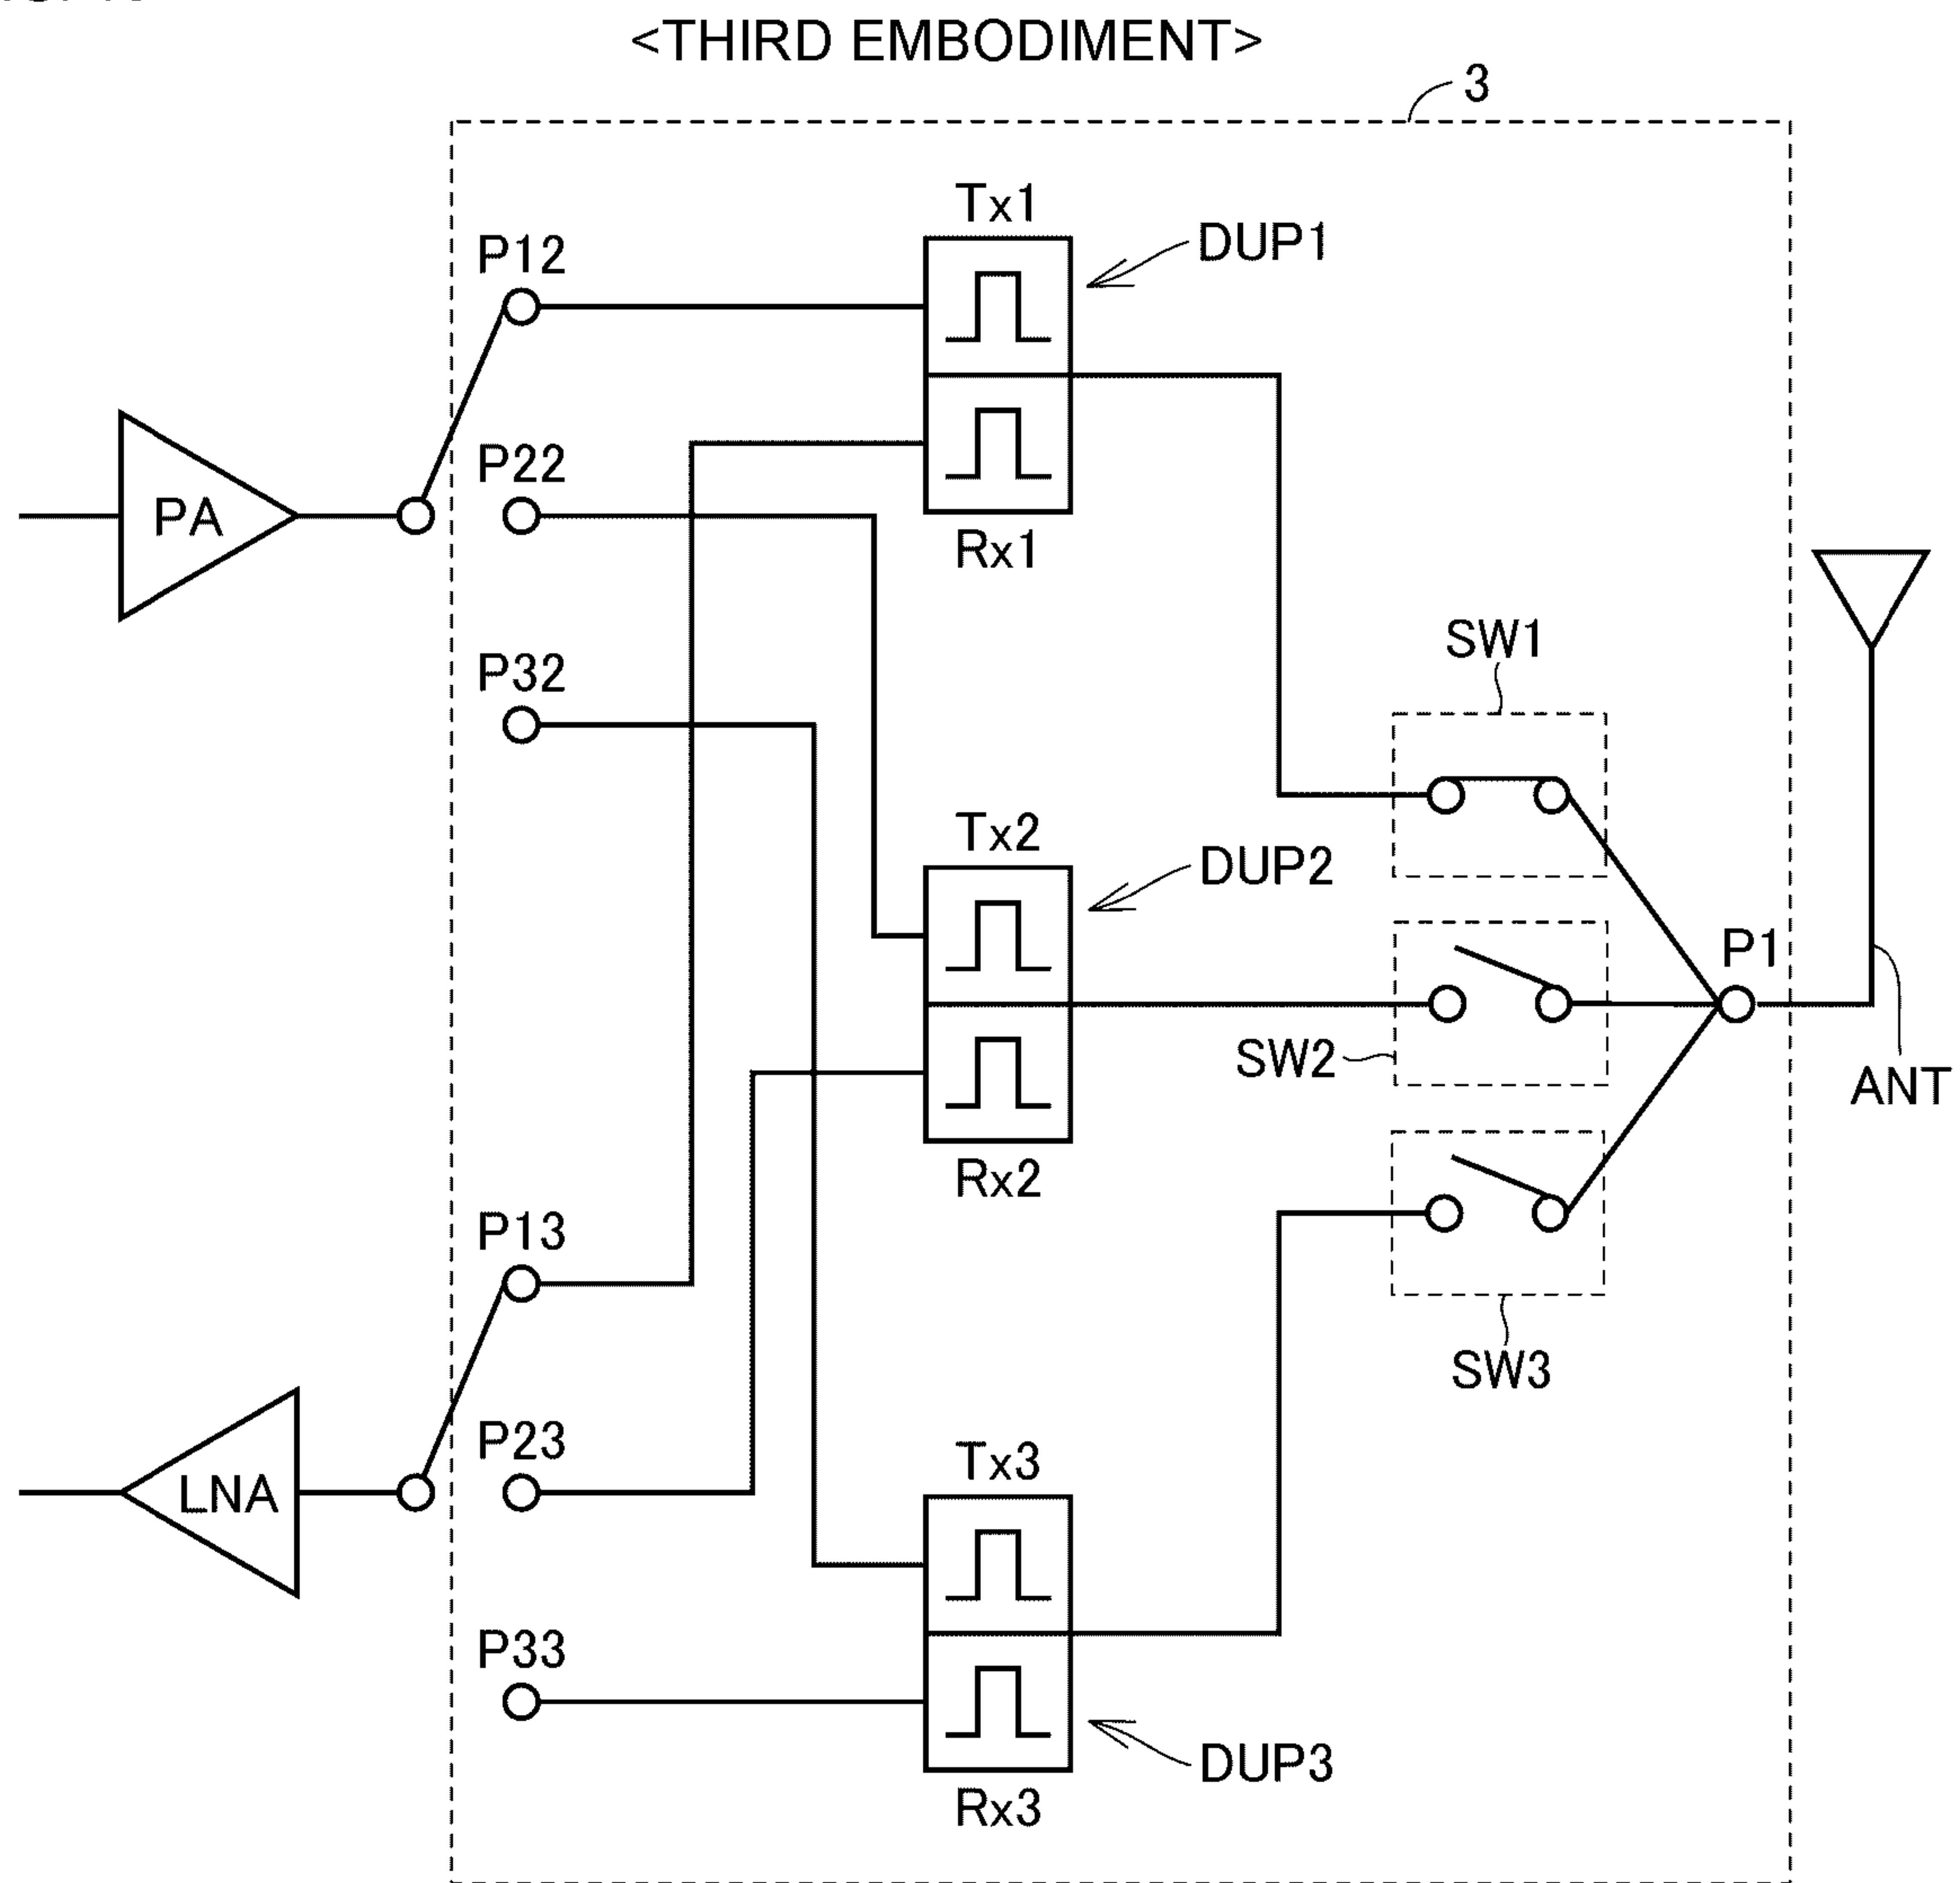 <THIRD EMBODIMENT>
3
Tx1
DUP1
P12
P22
PA
Rx1
P32
SW1
Tx2
DUP2
P1
SW2
ANT
Rx2
P13
SW3
P23
Tx3
LNA
P33
DUP3
Rx3